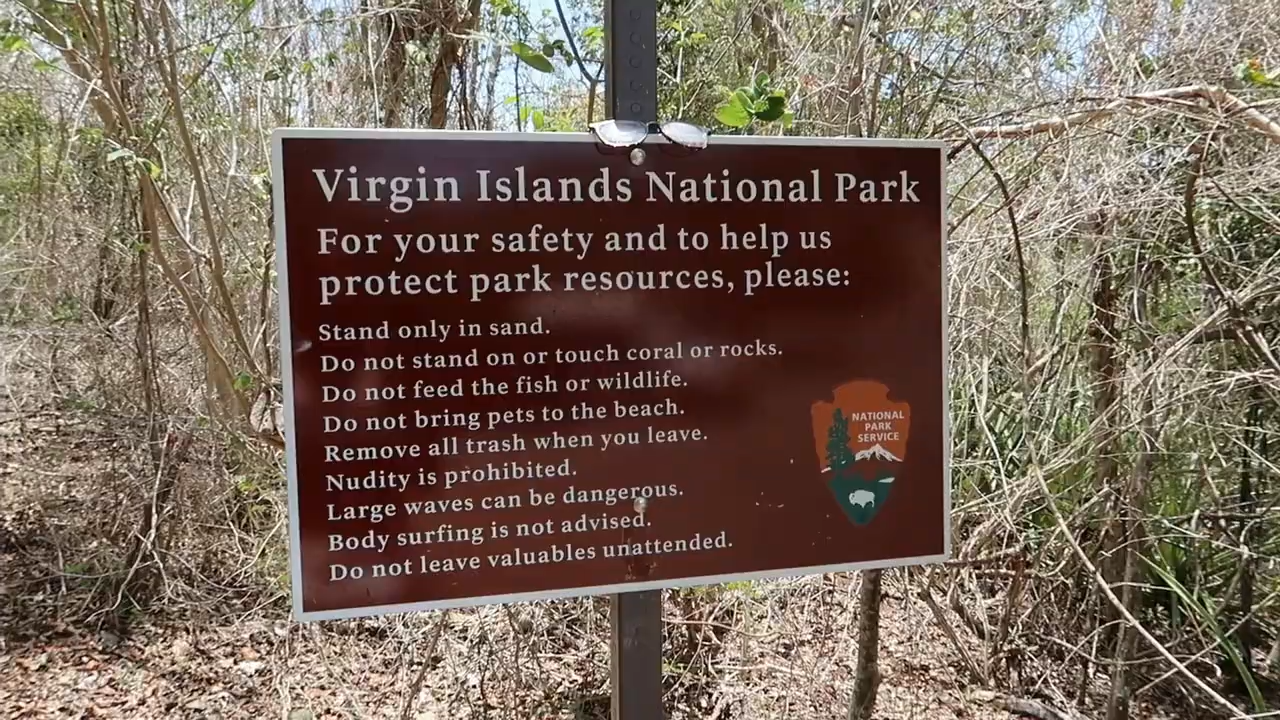 Virgin Islands National Park
For your safety and to help us
protect park resources, please:
Stand only in sand.
Do not stand on or touch coral or rocks.
Do not feed the fish or wildlife.
Do not bring pets to the beach.
Remove all trash when you leave.
Nudity is prohibited.
Large waves can be dangerous.
Body surfing is not advised.
Do not leave valuables unattended.
NATIONAL
PARK
SERVICE